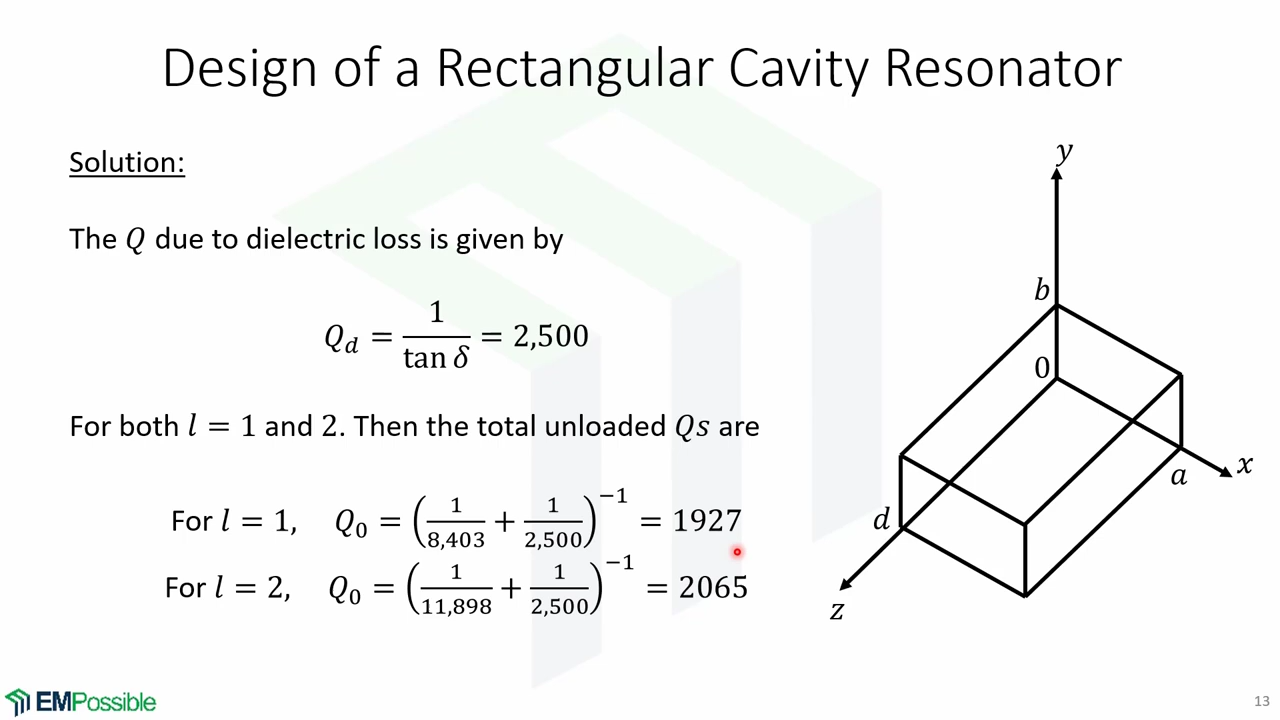 Design of a Rectangular Cavity Resonator
Solution:
The Q due to dielectric loss is given by
Q_d = 1/tan δ = 2,500
For both l = 1 and 2. Then the total unloaded Qs are
For l = 1, Q_0 = (1/8,403 + 1/2,500)^−1 = 1927
For l = 2, Q_0 = (1/11,898 + 1/2,500)^−1 = 2065
y
b
0
x
a
d
z
EMPossible
13